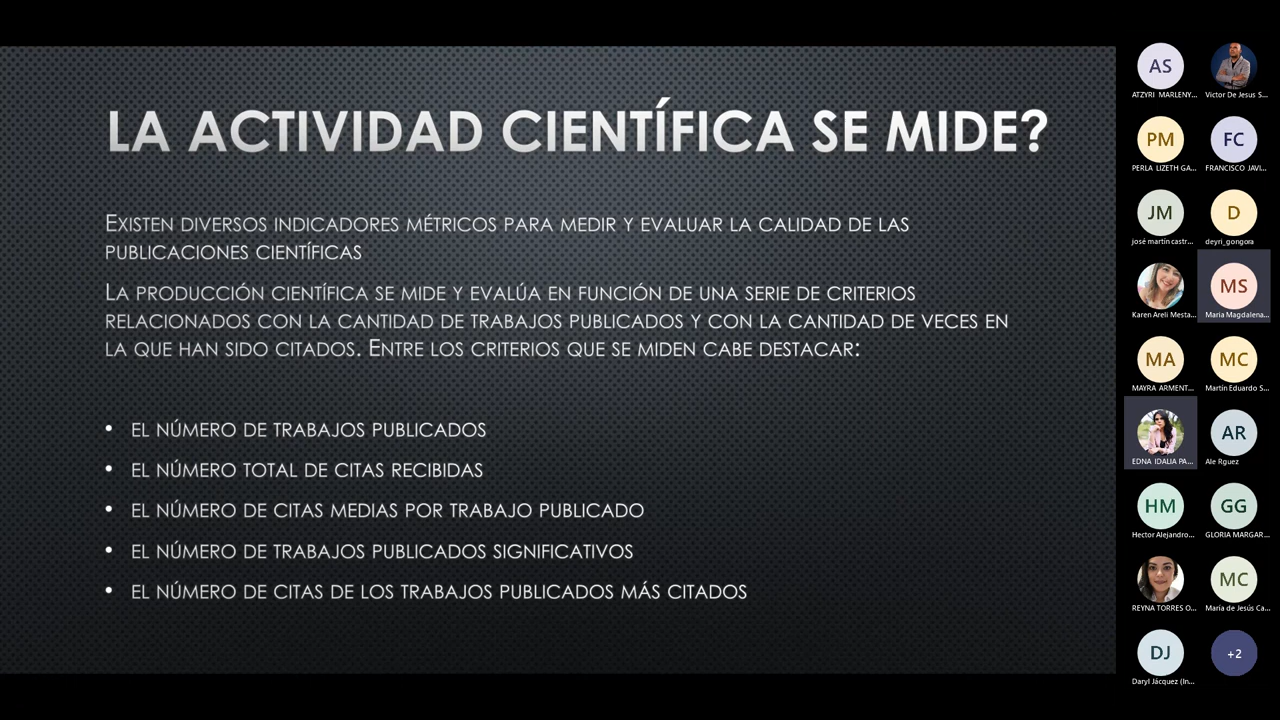 LA ACTIVIDAD CIENTÍFICA SE MIDE?
EXISTEN DIVERSOS INDICADORES MÉTRICOS PARA MEDIR Y EVALUAR LA CALIDAD DE LAS
PUBLICACIONES CIENTÍFICAS
LA PRODUCCIÓN CIENTÍFICA SE MIDE Y EVALÚA EN FUNCIÓN DE UNA SERIE DE CRITERIOS
RELACIONADOS CON LA CANTIDAD DE TRABAJOS PUBLICADOS Y CON LA CANTIDAD DE VECES EN
LA QUE HAN SIDO CITADOS. ENTRE LOS CRITERIOS QUE SE MIDEN CABE DESTACAR:
• EL NÚMERO DE TRABAJOS PUBLICADOS
• EL NÚMERO TOTAL DE CITAS RECIBIDAS
• EL NÚMERO DE CITAS MEDIAS POR TRABAJO PUBLICADO
• EL NÚMERO DE TRABAJOS PUBLICADOS SIGNIFICATIVOS
• EL NÚMERO DE CITAS DE LOS TRABAJOS PUBLICADOS MÁS CITADOS
AS
ATZYRI MARLENY...
Víctor De Jesus S...
PM
PERLA LIZETH GA...
FC
FRANCISCO JAVI...
JM
josé martín castr...
D
deyri_gongora
Karen Areli Mesta...
MS
Maria Magdalena...
MA
MAYRA ARMENT...
MC
Martín Eduardo S...
EDNA IDALIA PA...
AR
Ale Rguez
HM
Hector Alejandro...
GG
GLORIA MARGAR...
REYNA TORRES O...
MC
María de Jesús Ca...
DJ
Daryl Jácquez (In...
+2